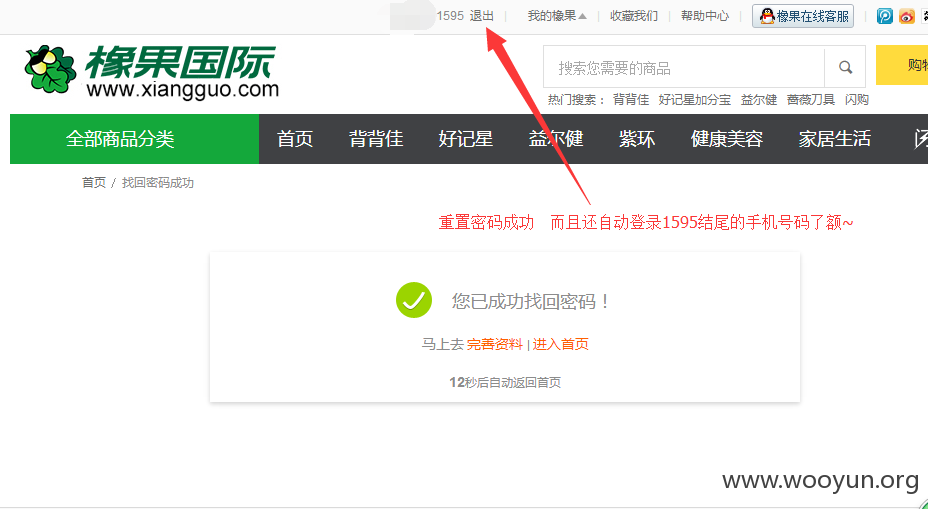 1595 退出 我的橡果 收藏我们 帮助中心 橡果在线客服
橡果国际
www.xiangguo.com
搜索您需要的商品
购物
热门搜索： 背背佳 好记星加分宝 益尔健 蔷薇刀具 闪购
全部商品分类 首页 背背佳 好记星 益尔健 紫环 健康美容 家居生活
首页 / 找回密码成功
重置密码成功 而且还自动登录1595结尾的手机号码了额~
您已成功找回密码！
马上去 完善资料 | 进入首页
12秒后自动返回首页
www.wooyun.org